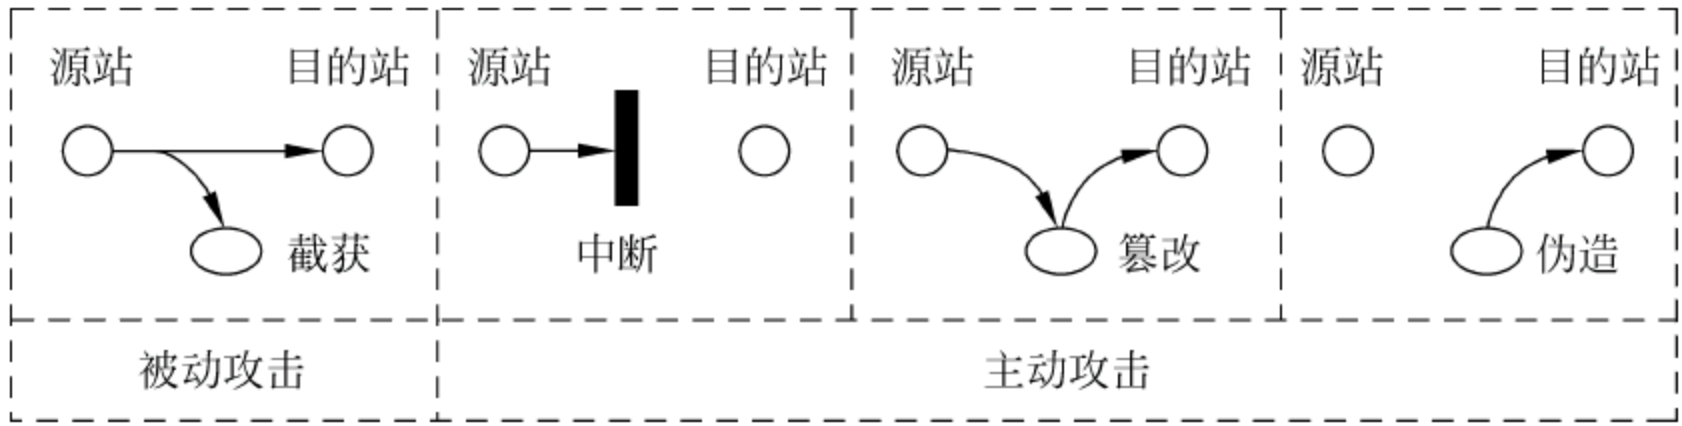 源站 目的站 源站 目的站 源站 目的站 源站 目的站
截获 中断 篡改 伪造
被动攻击 主动攻击